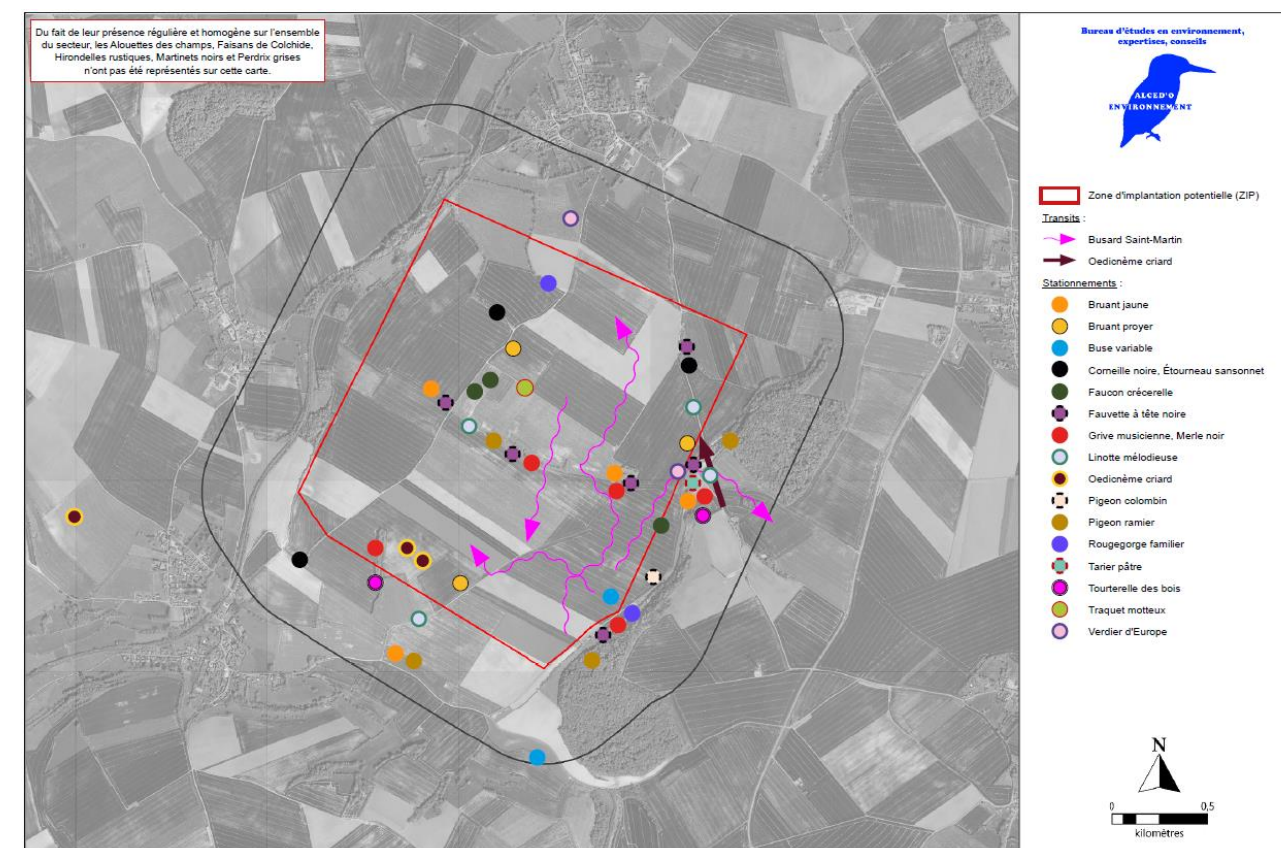 Du fait de leur présence régulière et homogène sur l'ensemble
du secteur, les Alouettes des champs, Faisans de Colchide,
Hirondelles rustiques, Martinets noirs et Perdrix grises
n'ont pas été représentés sur cette carte.
Bureau d'études en environnement,
expertises, conseils
ALCED'O
ENVIRONNEMENT
Zone d'implantation potentielle (ZIP)
Transits :
Busard Saint-Martin
Oedicnème criard
Stationnements :
Bruant jaune
Bruant proyer
Buse variable
Corneille noire, Étourneau sansonnet
Faucon crécerelle
Fauvette à tête noire
Grive musicienne, Merle noir
Linotte mélodieuse
Oedicnème criard
Pigeon colombin
Pigeon ramier
Rougegorge familier
Tarier pâtre
Tourterelle des bois
Traquet motteux
Verdier d'Europe
N
0 0,5
kilomètres